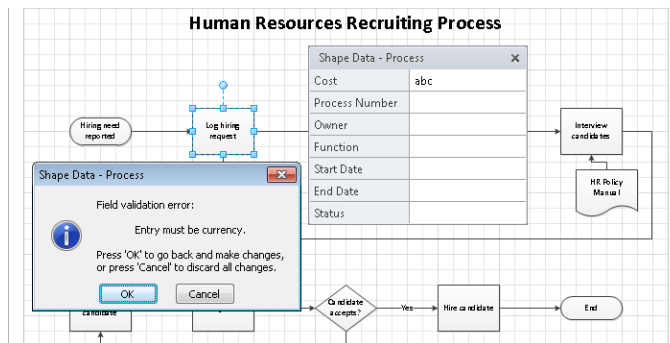 Human Resources Recruiting Process
Shape Data - Process
Cost abc
Process Number
Owner
Function
Start Date
End Date
Status
Hiring need
reported
Log hiring
request
Interview
candidates
HR Policy
Manual
Shape Data - Process
Field validation error:
Entry must be currency.
Press 'OK' to go back and make changes,
or press 'Cancel' to discard all changes.
OK Cancel
candidate
Candidate
accepts?
Yes
Hire candidate
End